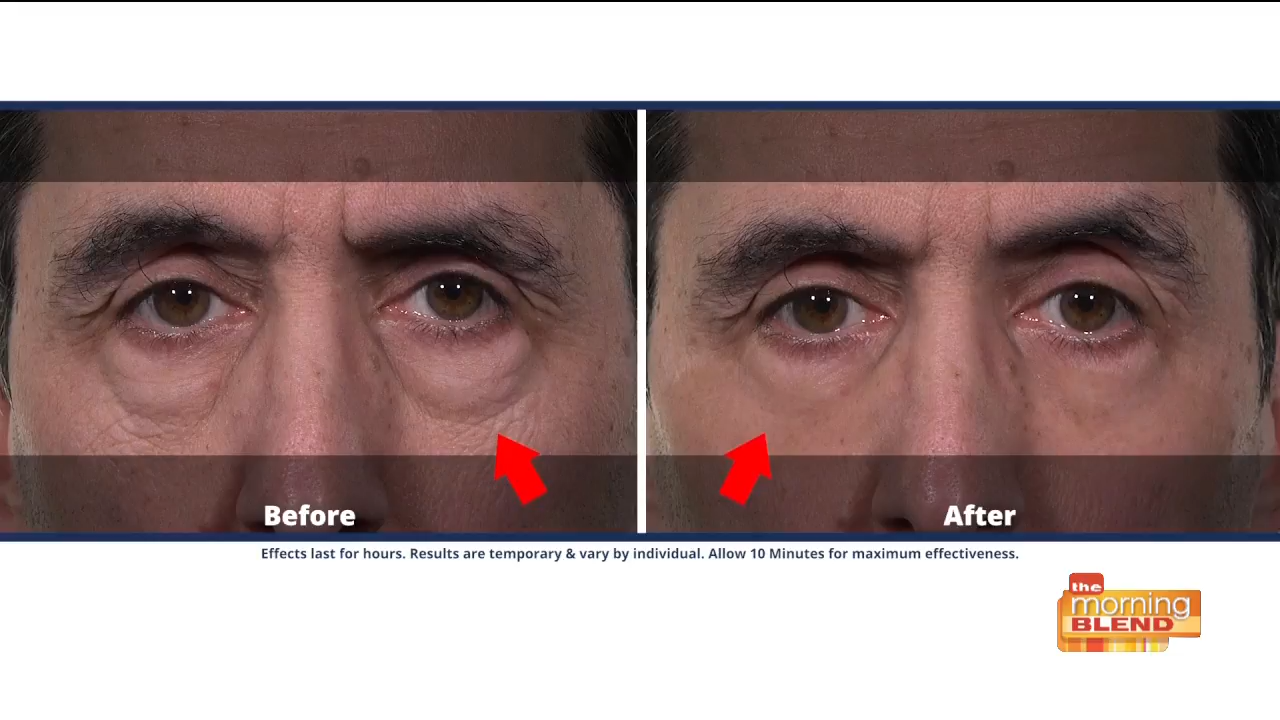 Before
After
Effects last for hours. Results are temporary & vary by individual. Allow 10 Minutes for maximum effectiveness.
the
morning
BLEND